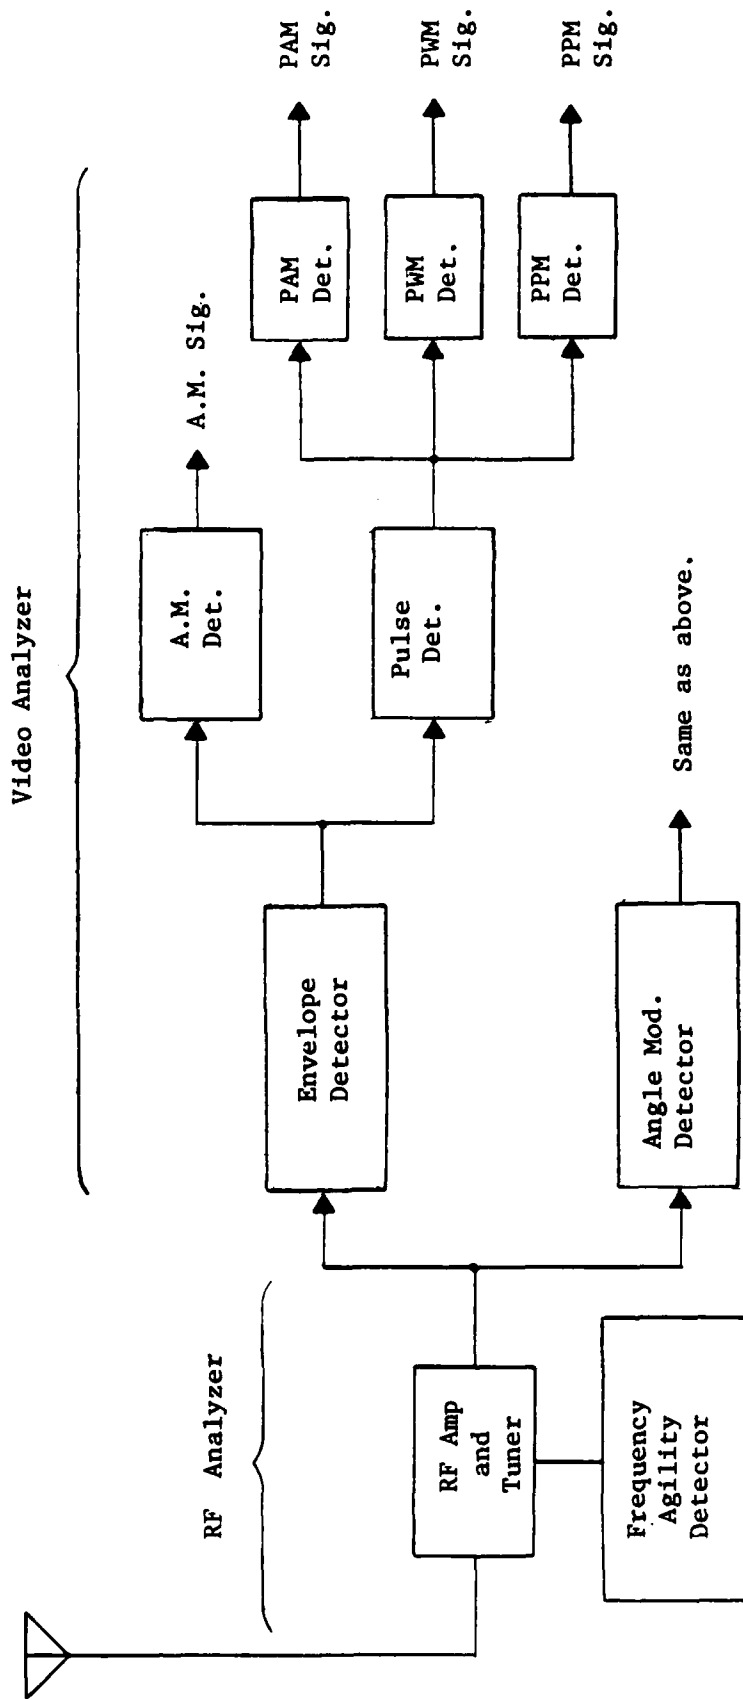 Video Analyzer
RF Analyzer
RF Amp
and
Tuner
Frequency
Agility
Detector
Envelope
Detector
Angle Mod.
Detector
Same as above.
A.M.
Det.
A.M. Sig.
Pulse
Det.
PAM
Det.
PAM
Sig.
PWM
Det.
PWM
Sig.
PPM
Det.
PPM
Sig.